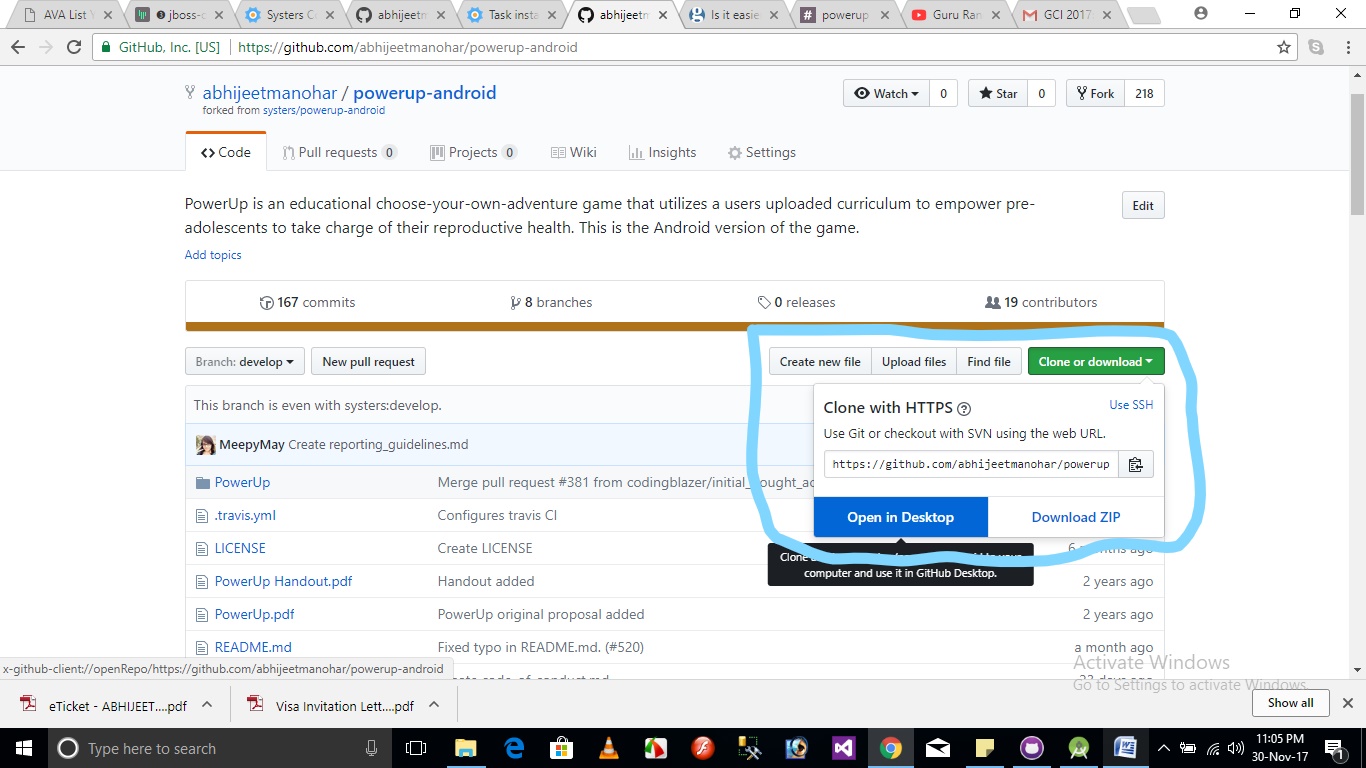 AVA List Y
jboss-c
Systers Co
abhijeetm
Task insta
abhijeetm
Is it easie
powerup
Guru Ran
GCI 2017
GitHub, Inc. [US] https://github.com/abhijeetmanohar/powerup-android
abhijeetmanohar / powerup-android
forked from systers/powerup-android
Watch 0 Star 0 Fork 218
Code Pull requests 0 Projects 0 Wiki Insights Settings
PowerUp is an educational choose-your-own-adventure game that utilizes a users uploaded curriculum to empower pre-
adolescents to take charge of their reproductive health. This is the Android version of the game.
Edit
Add topics
167 commits 8 branches 0 releases 19 contributors
Branch: develop New pull request Create new file Upload files Find file Clone or download
This branch is even with systers:develop.
Clone with HTTPS Use SSH
Use Git or checkout with SVN using the web URL.
https://github.com/abhijeetmanohar/powerup
Open in Desktop Download ZIP
MeepyMay Create reporting_guidelines.md
PowerUp Merge pull request #381 from codingblazer/initial_
.travis.yml Configures travis CI
LICENSE Create LICENSE
Clone
computer and use it in GitHub Desktop.
PowerUp Handout.pdf Handout added 2 years ago
PowerUp.pdf PowerUp original proposal added 2 years ago
README.md Fixed typo in README.md. (#520) a month ago
x-github-client://openRepo/https://github.com/abhijeetmanohar/powerup-android
Activate Windows
Go to Settings to activate Windows.
eTicket - ABHIJEET....pdf Visa Invitation Lett....pdf Show all
Type here to search
11:05 PM
30-Nov-17
1